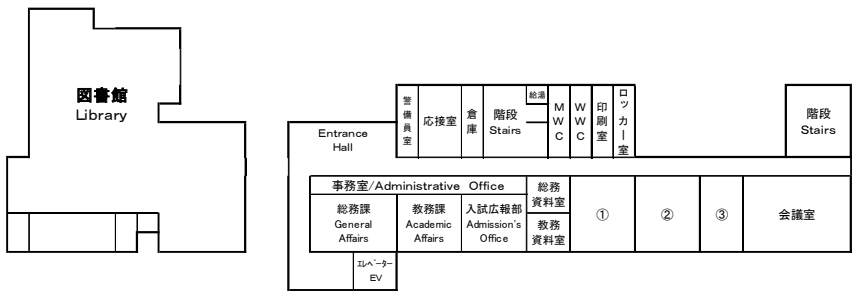 図書館
Library
Entrance
Hall
警備員室
応接室
倉庫
階段
Stairs
給湯
MWC
WWC
印刷室
ロッカー室
階段
Stairs
事務室/Administrative Office
総務課
General
Affairs
教務課
Academic
Affairs
入試広報部
Admission's
Office
総務
資料室
教務
資料室
①
②
③
会議室
エレベーター
EV